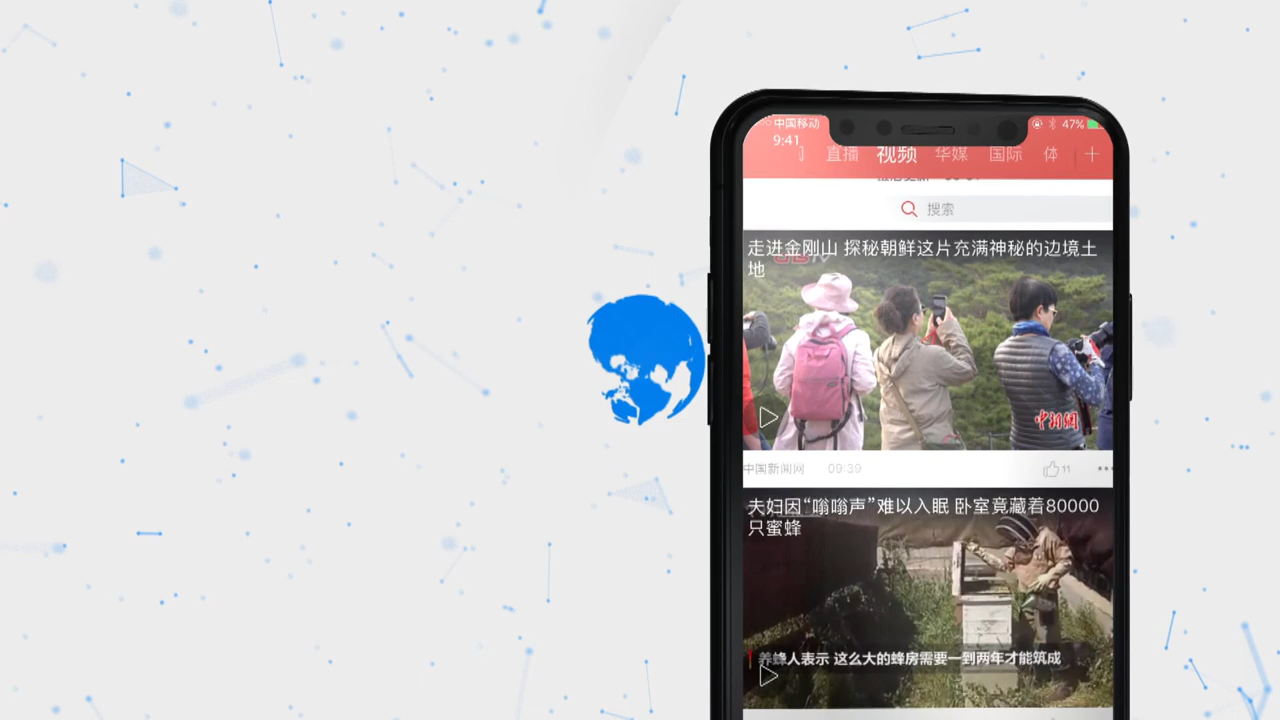 中国移动
47%
9:41
直播 视频 华媒 国际 体
搜索
走进金刚山 探秘朝鲜这片充满神秘的边境土
地
中新网
中国新闻网 09:39
11
夫妇因“嗡嗡声”难以入眠 卧室竟藏着80000
只蜜蜂
养蜂人表示 这么大的蜂房需要一到两年才能筑成